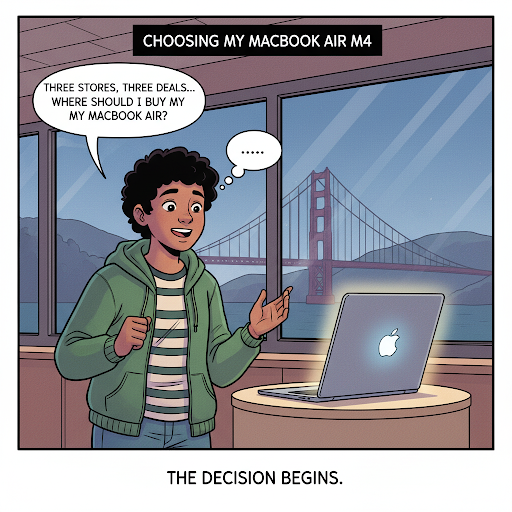 CHOOSING MY MACBOOK AIR M4
THREE STORES, THREE DEALS...
WHERE SHOULD I BUY MY
MY MACBOOK AIR?
.....
THE DECISION BEGINS.